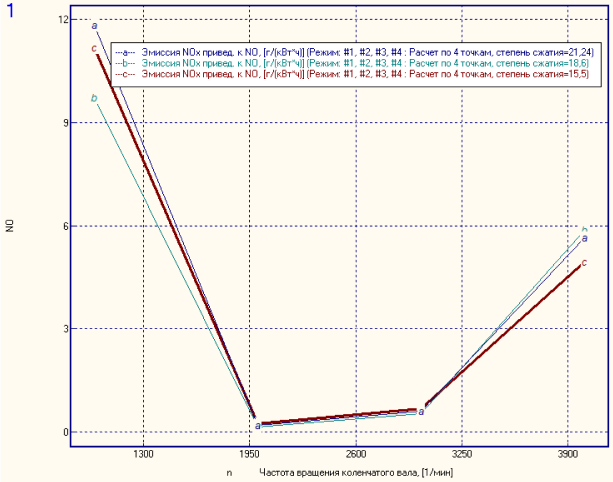 1
12
---a--- Эмиссия NOx привед. к NO, [г/(кВт*ч)] (Режим: #1, #2, #3, #4 : Расчет по 4 точкам, степень сжатия=21,24)
---b--- Эмиссия NOx привед. к NO, [г/(кВт*ч)] (Режим: #1, #2, #3, #4 : Расчет по 4 точкам, степень сжатия=18,6)
---c--- Эмиссия NOx привед. к NO, [г/(кВт*ч)] (Режим: #1, #2, #3, #4 : Расчет по 4 точкам, степень сжатия=15,5)
a
c
b
9
6
NO
b
a
c
3
a
a
0
1300 1950 2600 3250 3900
n Частота вращения коленчатого вала, [1/мин]